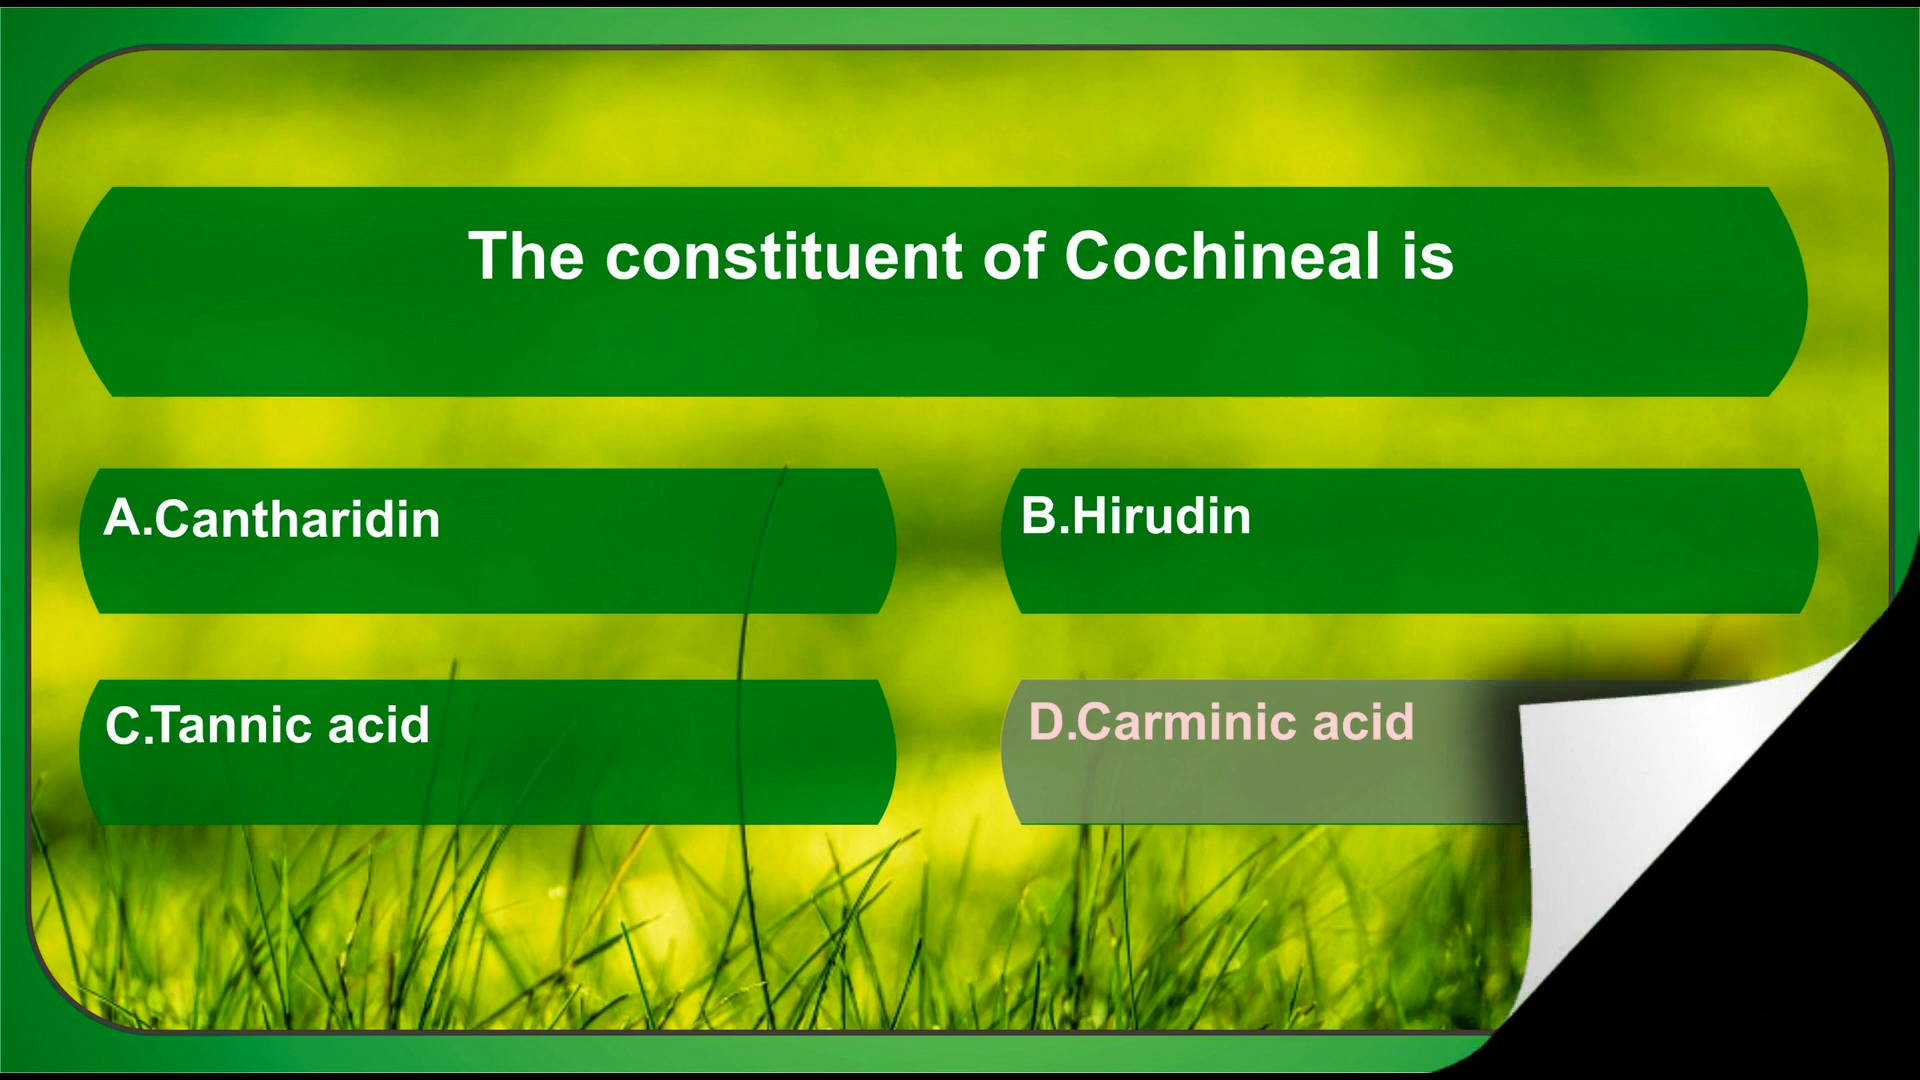 The constituent of Cochineal is
A.Cantharidin
B.Hirudin
C.Tannic acid
D.Carminic acid